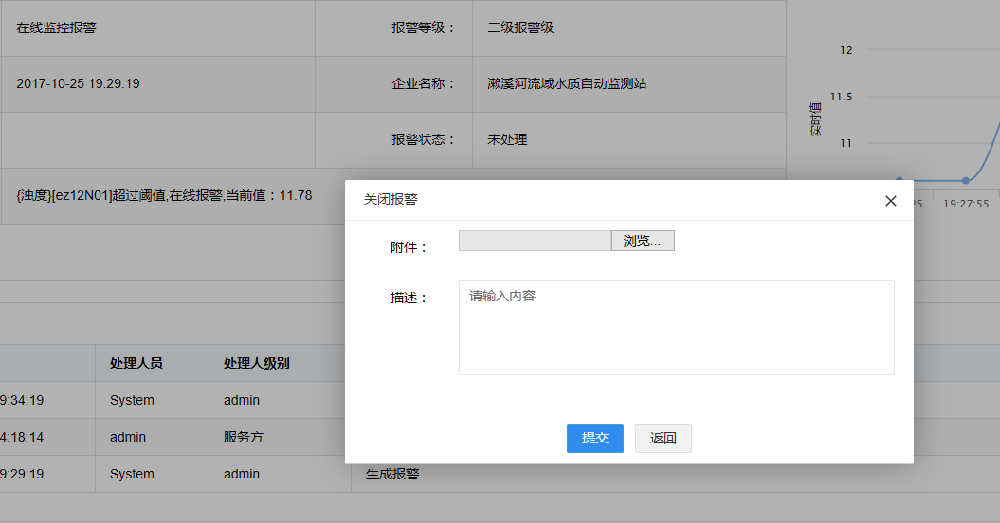 在线监控报警 报警等级： 二级报警级
2017-10-25 19:29:19 企业名称： 濑溪河流域水质自动监测站
报警状态： 未处理
{浊度}[ez12N01]超过阈值,在线报警,当前值：11.78
12
11.5
11
实时值
25 19:27:55
关闭报警
附件： 浏览...
描述： 请输入内容
提交 返回
处理人员 处理人级别
9:34:19 System admin
4:18:14 admin 服务方
9:29:19 System admin 生成报警